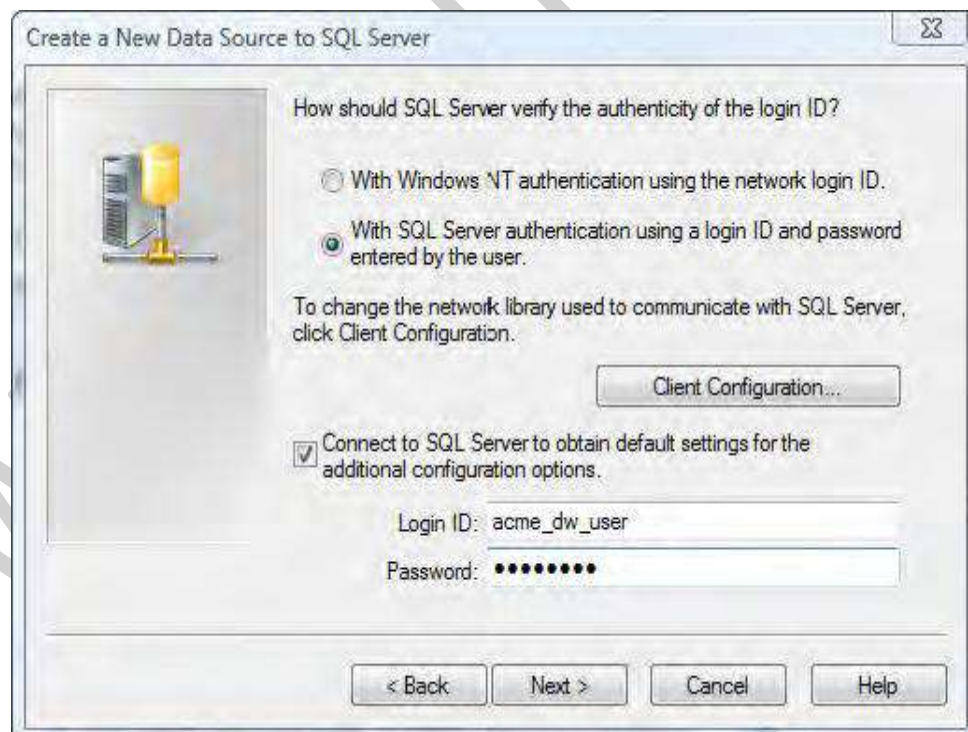 Create a New Data Source to SQL Server
How should SQL Server verify the authenticity of the login ID?
With Windows NT authentication using the network login ID.
With SQL Server authentication using a login ID and password
entered by the user.
To change the network library used to communicate with SQL Server,
click Client Configuration.
Client Configuration...
Connect to SQL Server to obtain default settings for the
additional configuration options.
Login ID: acme_dw_user
Password: ••••••••
< Back Next > Cancel Help